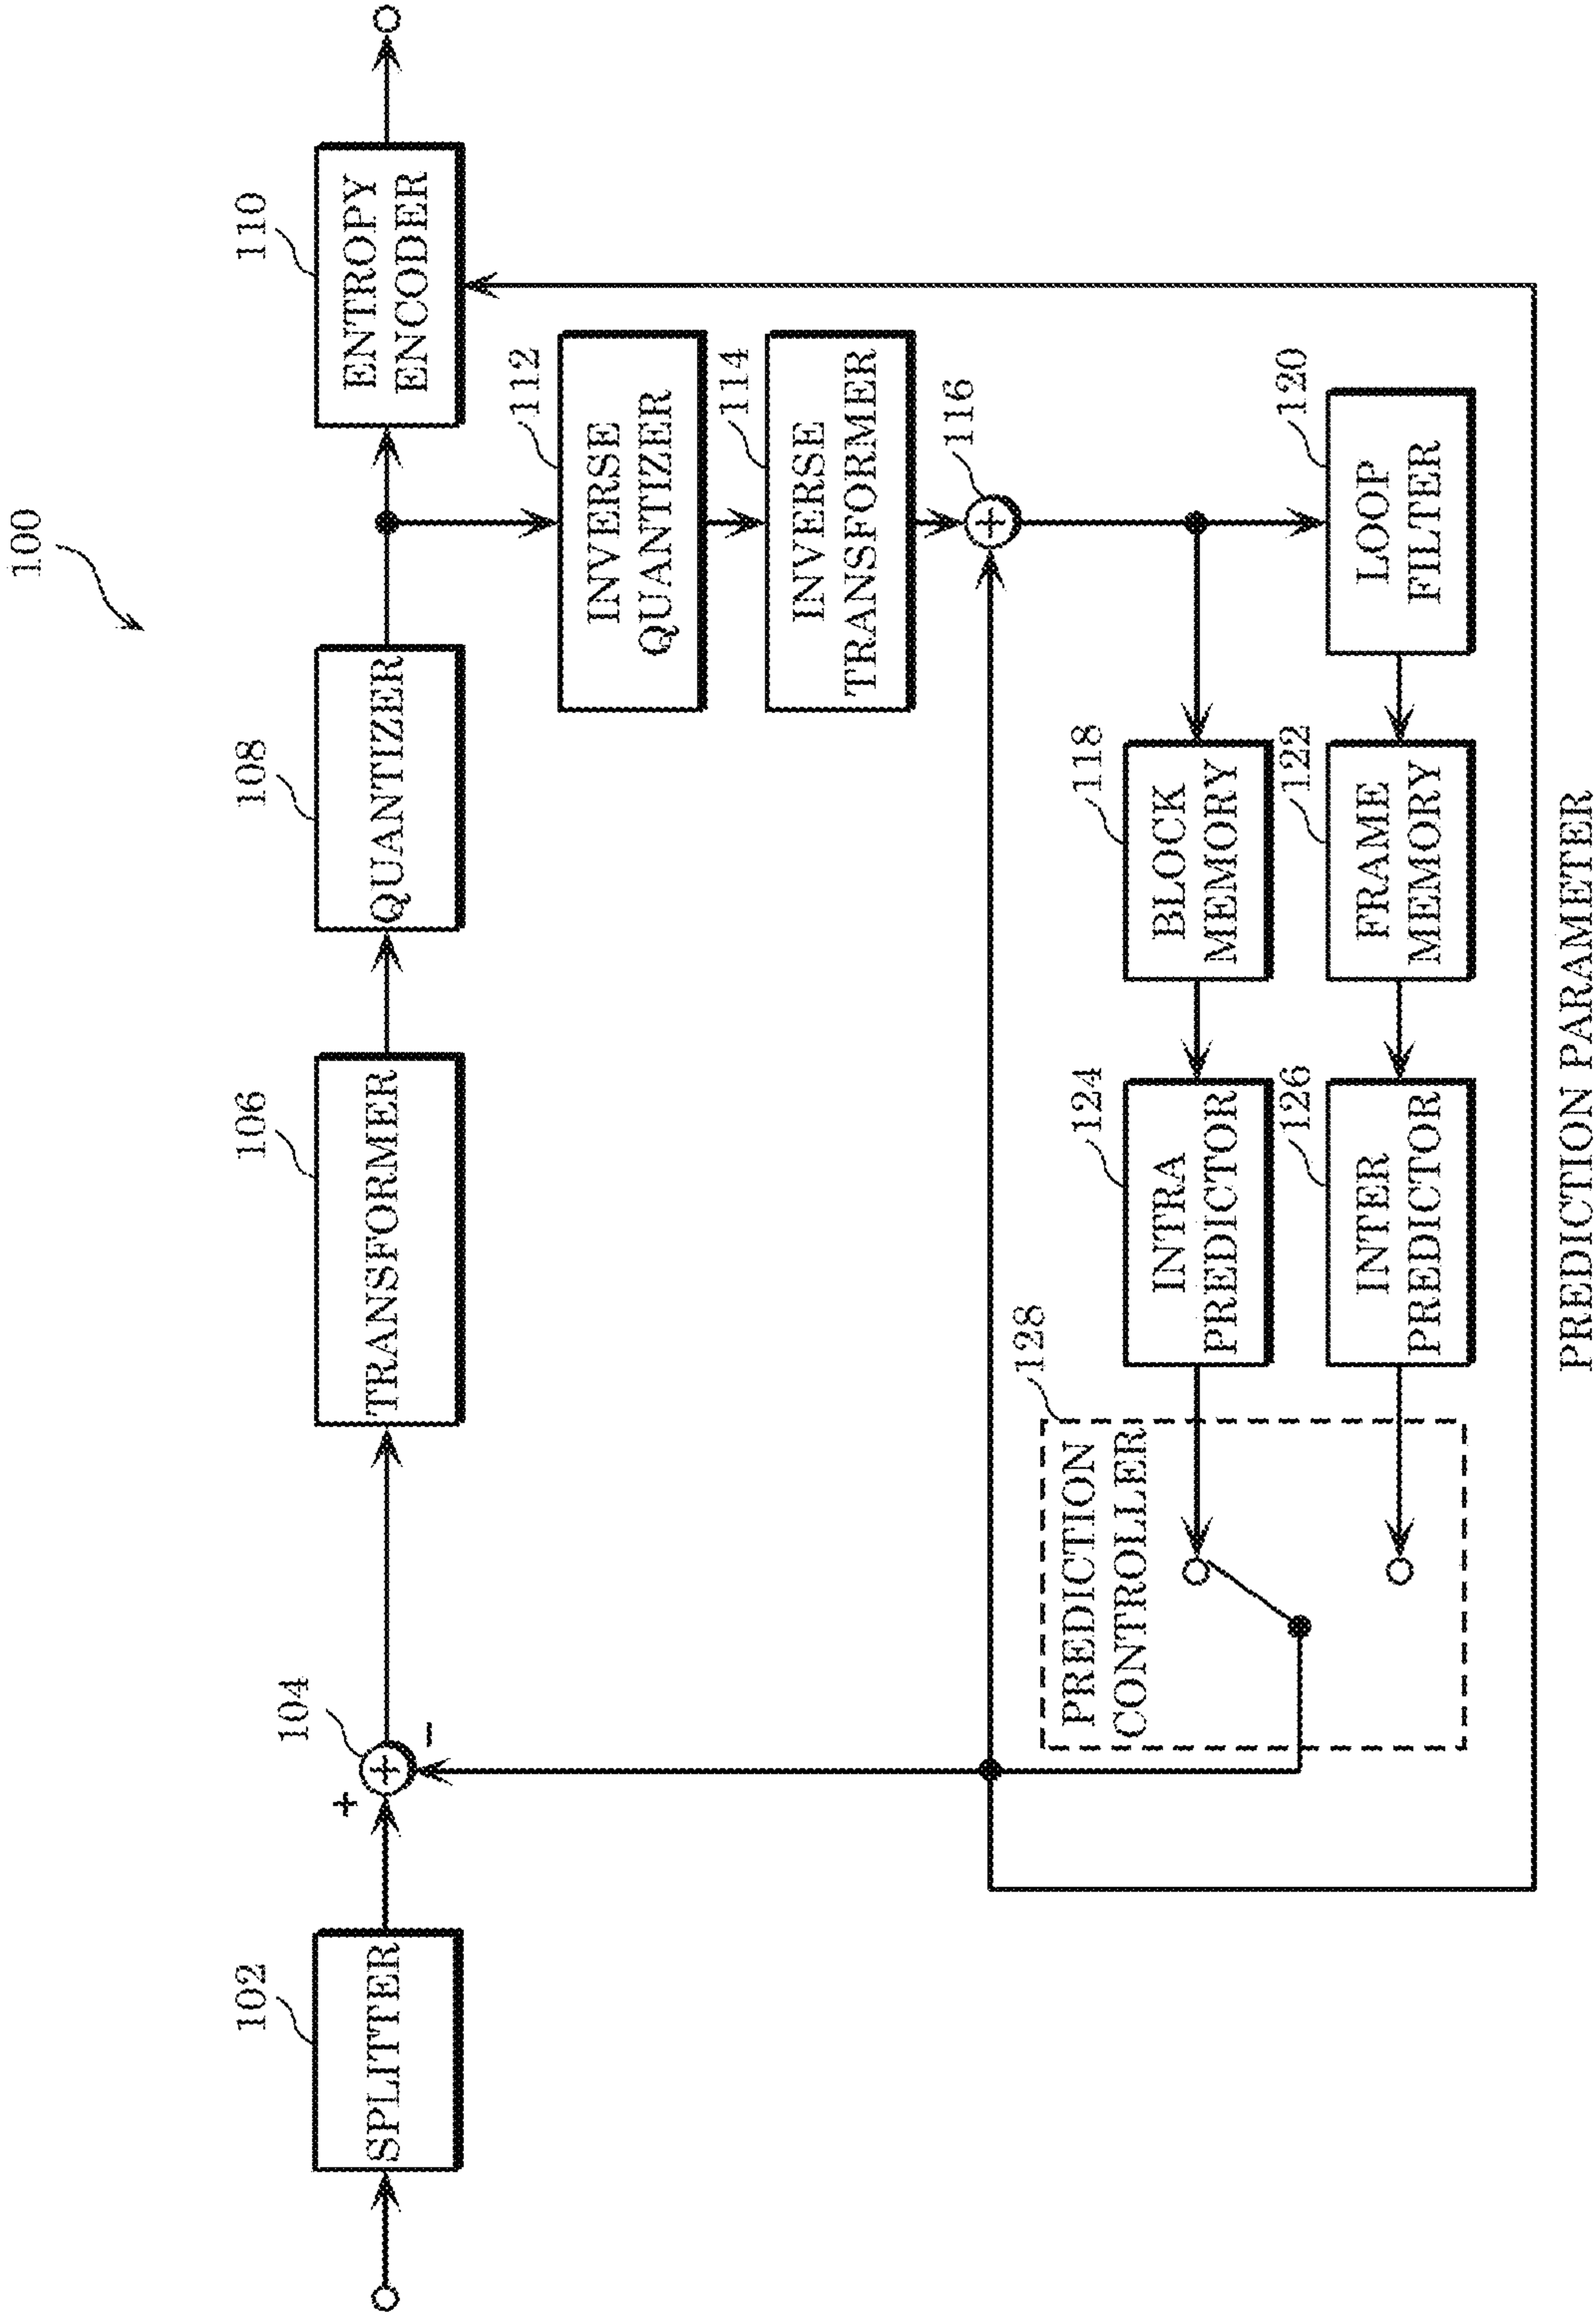 100
102
SPLITTER
+
104
−
106
TRANSFORMER
108
QUANTIZER
110
ENTROPY
ENCODER
112
INVERSE
QUANTIZER
114
INVERSE
TRANSFORMER
116
128
PREDICTION
CONTROLLER
124
INTRA
PREDICTOR
118
BLOCK
MEMORY
120
LOOP
FILTER
126
INTER
PREDICTOR
122
FRAME
MEMORY
PREDICTION PARAMETER